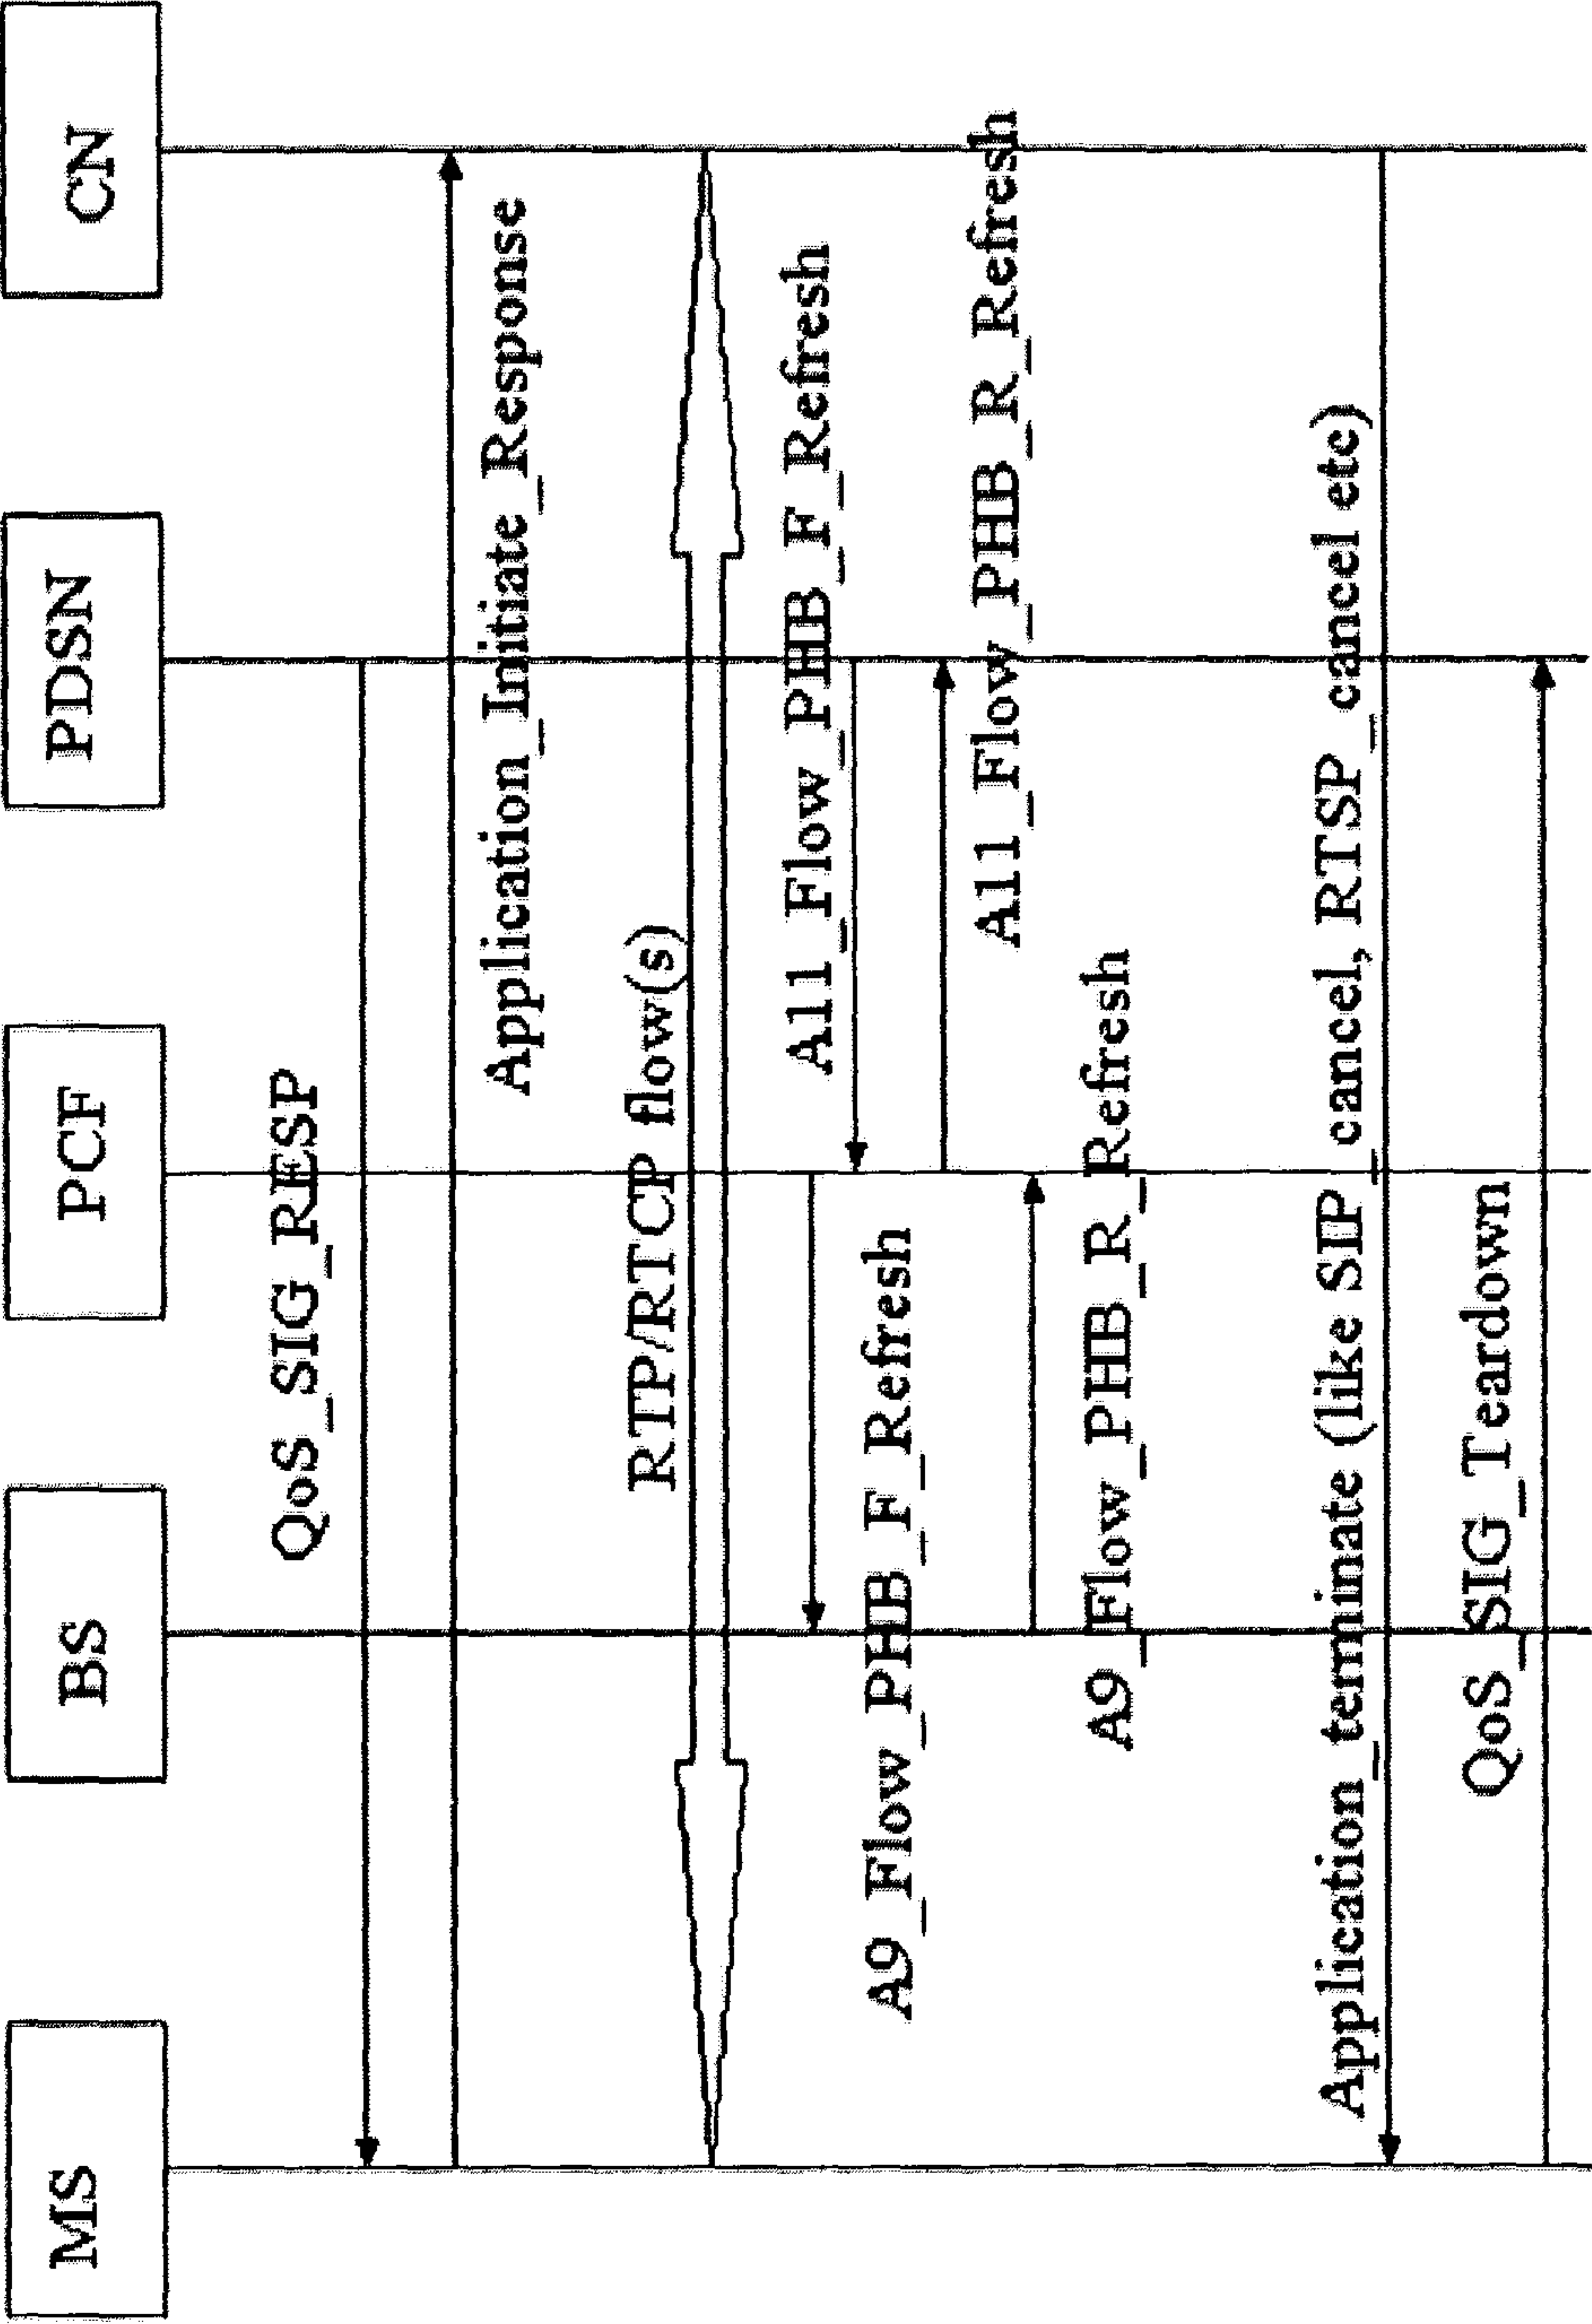 MS
BS
PCF
PDSN
CN
QoS_SIG_RESP
Application_Initiate_Response
RTP/RTCP flow(s)
A11_Flow_PHB_F_Refresh
A9_Flow_PHB_F_Refresh
A11_Flow_PHB_R_Refresh
A9_Flow_PHB_R_Refresh
Application_terminate (like SIP_cancel, RTSP_cancel etc)
QoS_SIG_Teardown